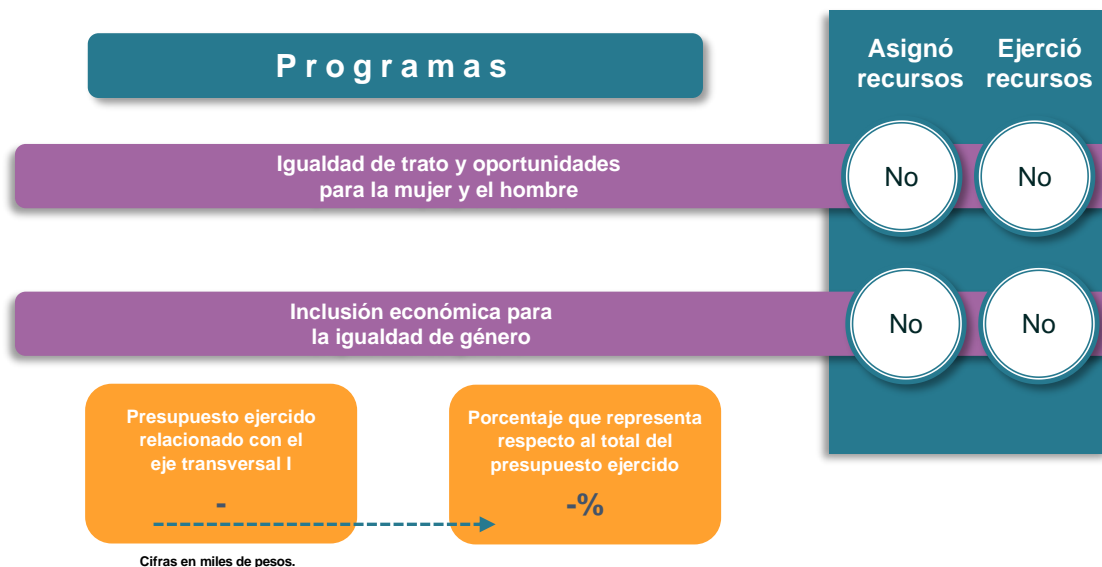 Programas
Asignó
recursos
Ejerció
recursos
Igualdad de trato y oportunidades
para la mujer y el hombre
No
No
Inclusión económica para
la igualdad de género
No
No
Presupuesto ejercido
relacionado con el
eje transversal I
-
Porcentaje que representa
respecto al total del
presupuesto ejercido
-%
Cifras en miles de pesos.